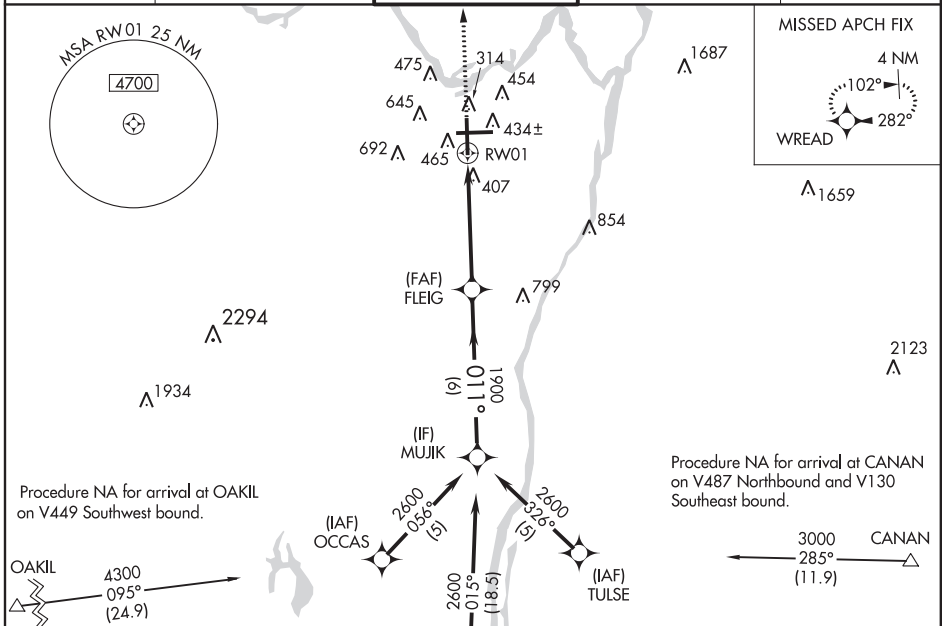 MSA RW01 25 NM
4700
475
314
454
645
434±
692
465
RW01
407
1687
MISSED APCH FIX
4 NM
102°
282°
WREAD
1659
854
(FAF)
FLEIG
799
2294
1934
2123
1900
011°
(6)
(IF)
MUJIK
Procedure NA for arrival at OAKIL
on V449 Southwest bound.
Procedure NA for arrival at CANAN
on V487 Northbound and V130
Southeast bound.
2600
056°
(5)
(IAF)
OCCAS
2600
326°
(5)
(IAF)
TULSE
2600
015°
(18.5)
OAKIL
4300
095°
(24.9)
3000
285°
(11.9)
CANAN